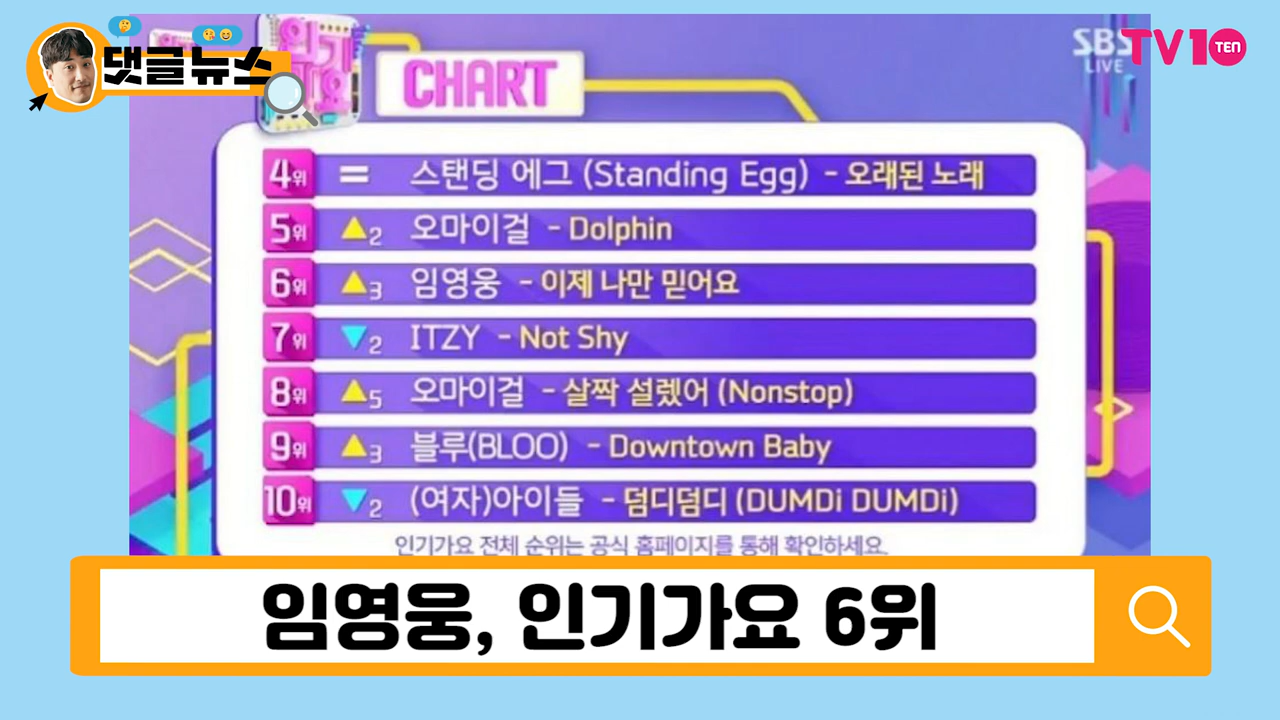 댓글뉴스
인기가요
CHART
SBS
LIVE
TV10
TEN
4위 = 스탠딩 에그 (Standing Egg) - 오래된 노래
5위 ▲2 오마이걸 - Dolphin
6위 ▲3 임영웅 - 이제 나만 믿어요
7위 ▼2 ITZY - Not Shy
8위 ▲5 오마이걸 - 살짝 설렜어 (Nonstop)
9위 ▲3 블루(BLOO) - Downtown Baby
10위 ▼2 (여자)아이들 - 덤디덤디 (DUMDi DUMDi)
인기가요 전체 순위는 공식 홈페이지를 통해 확인하세요.
임영웅, 인기가요 6위